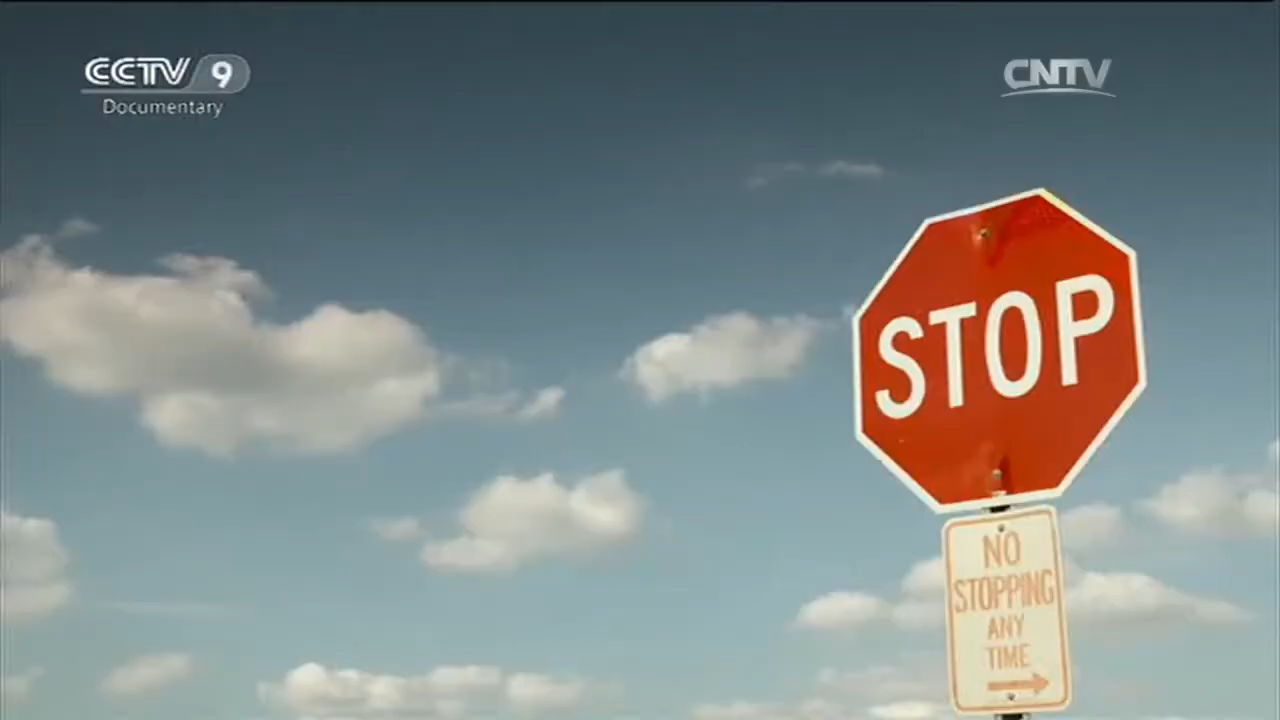 CCTV 9
Documentary
CNTV
STOP
NO
STOPPING
ANY
TIME